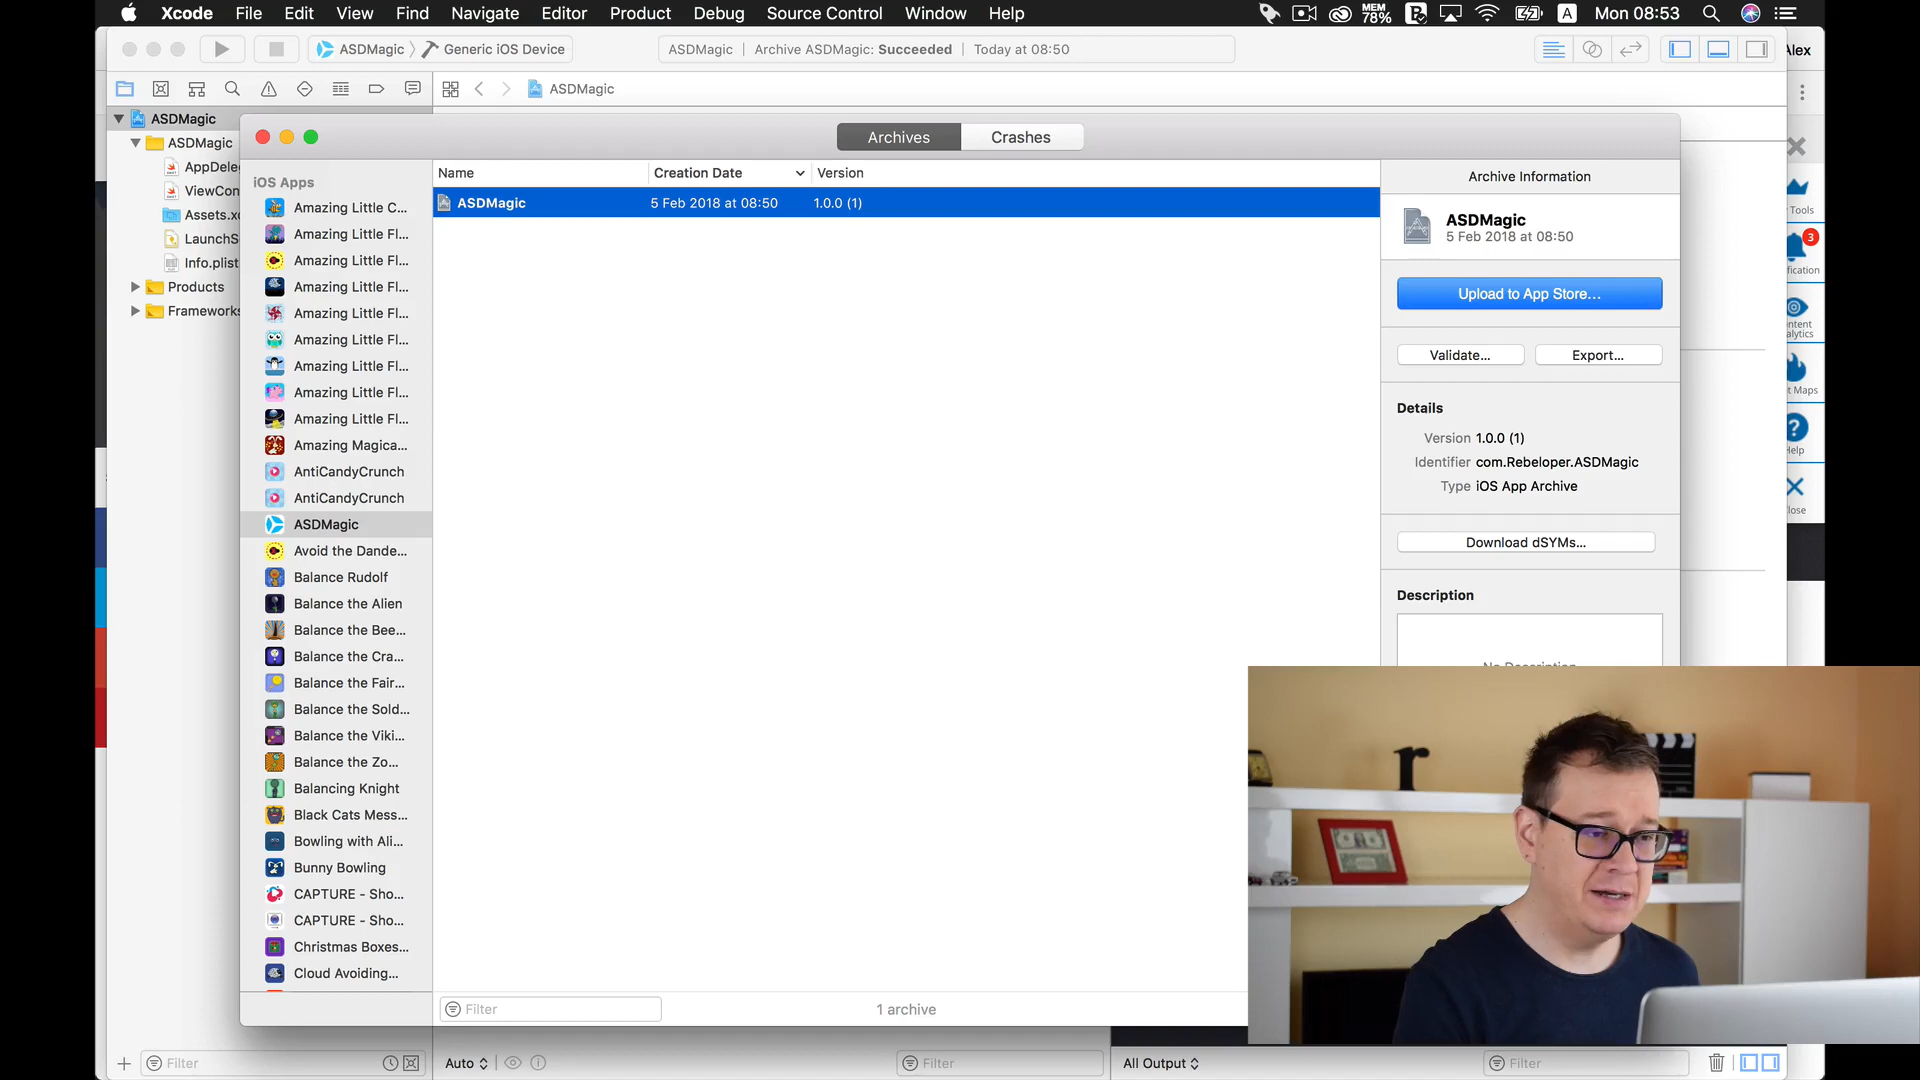 Xcode File Edit View Find Navigate Editor Product Debug Source Control Window Help MEM 78% A Mon 08:53
ASDMagic Generic iOS Device ASDMagic | Archive ASDMagic: Succeeded | Today at 08:50 Alex
ASDMagic
ASDMagic
ASDMagic
AppDele
ViewCon
Assets.xc
LaunchS
Info.plist
Products
Frameworks
Archives Crashes
iOS Apps
Amazing Little C...
Amazing Little Fl...
Amazing Little Fl...
Amazing Little Fl...
Amazing Little Fl...
Amazing Little Fl...
Amazing Little Fl...
Amazing Little Fl...
Amazing Little Fl...
Amazing Magica...
AntiCandyCrunch
AntiCandyCrunch
ASDMagic
Avoid the Dande...
Balance Rudolf
Balance the Alien
Balance the Bee...
Balance the Cra...
Balance the Fair...
Balance the Sold...
Balance the Viki...
Balance the Zo...
Balancing Knight
Black Cats Mess...
Bowling with Ali...
Bunny Bowling
CAPTURE - Sho...
CAPTURE - Sho...
Christmas Boxes...
Cloud Avoiding...
Name Creation Date Version
ASDMagic 5 Feb 2018 at 08:50 1.0.0 (1)
Filter
1 archive
Archive Information
ASDMagic
5 Feb 2018 at 08:50
Upload to App Store...
Validate... Export...
Details
Version 1.0.0 (1)
Identifier com.Rebeloper.ASDMagic
Type iOS App Archive
Download dSYMs...
Description
Tools
3
fication
ntent
alytics
t Maps
Help
lose
Filter
Auto
Filter
All Output
Filter